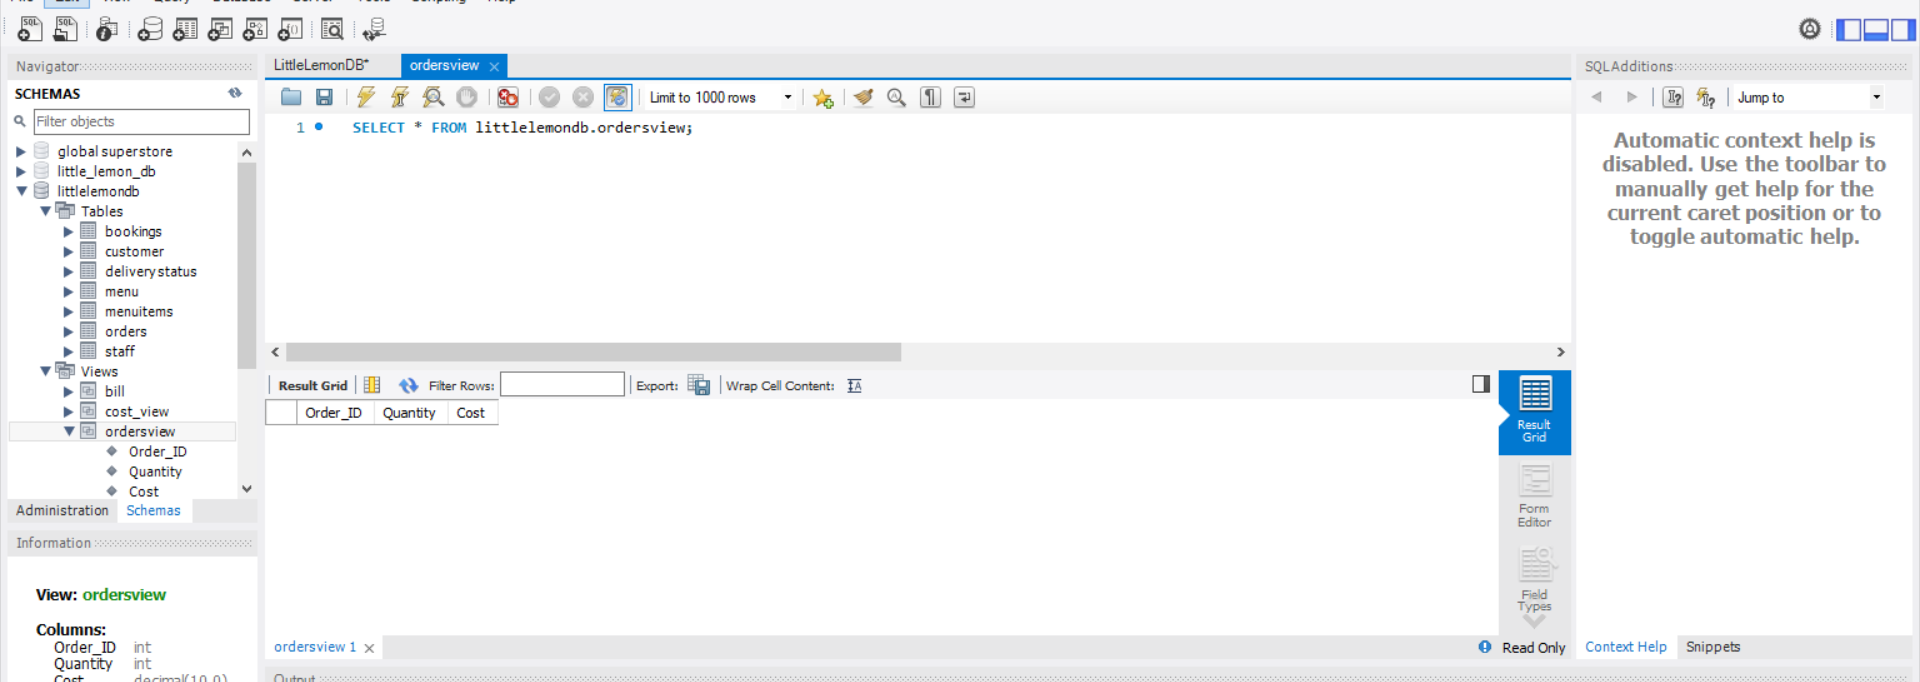 SQL SQL
Navigator
SCHEMAS
Filter objects
global superstore
little_lemon_db
littlelemondb
Tables
bookings
customer
delivery status
menu
menuitems
orders
staff
Views
bill
cost_view
ordersview
Order_ID
Quantity
Cost
Administration Schemas
Information
View: ordersview
Columns:
Order_ID int
Quantity int
Cost decimal(10,0)
LittleLemonDB* ordersview
Limit to 1000 rows
1 SELECT * FROM littlelemondb.ordersview;
Result Grid Filter Rows: Export: Wrap Cell Content:
Order_ID Quantity Cost
Result
Grid
Form
Editor
Field
Types
ordersview 1 Read Only
Output
SQLAdditions
Jump to
Automatic context help is
disabled. Use the toolbar to
manually get help for the
current caret position or to
toggle automatic help.
Context Help Snippets